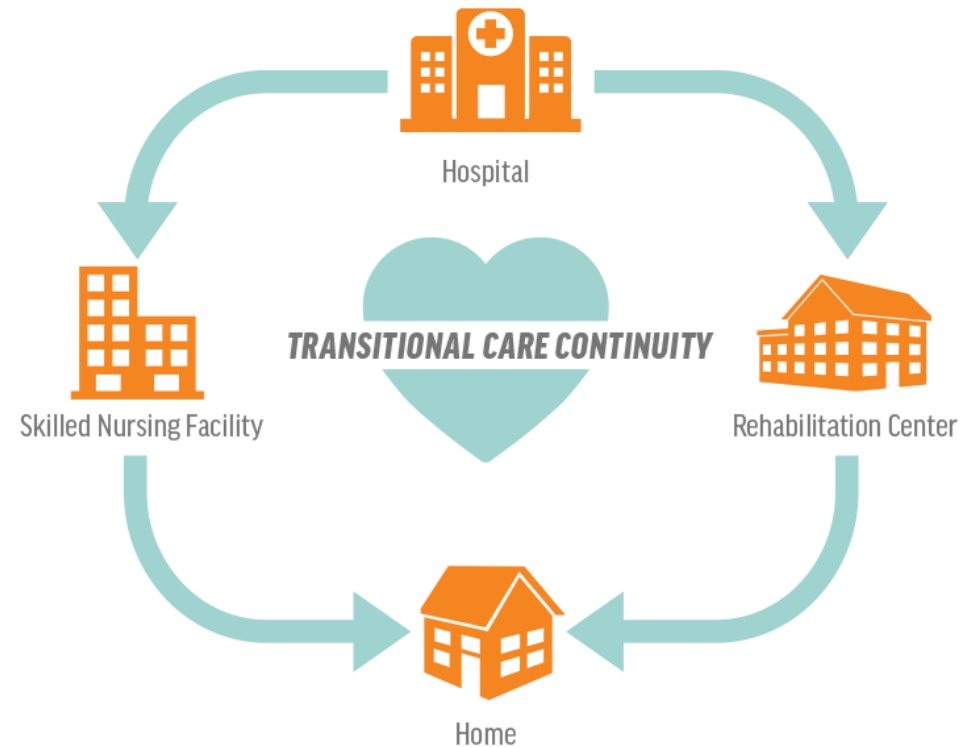 Hospital
TRANSITIONAL CARE CONTINUITY
Skilled Nursing Facility
Rehabilitation Center
Home